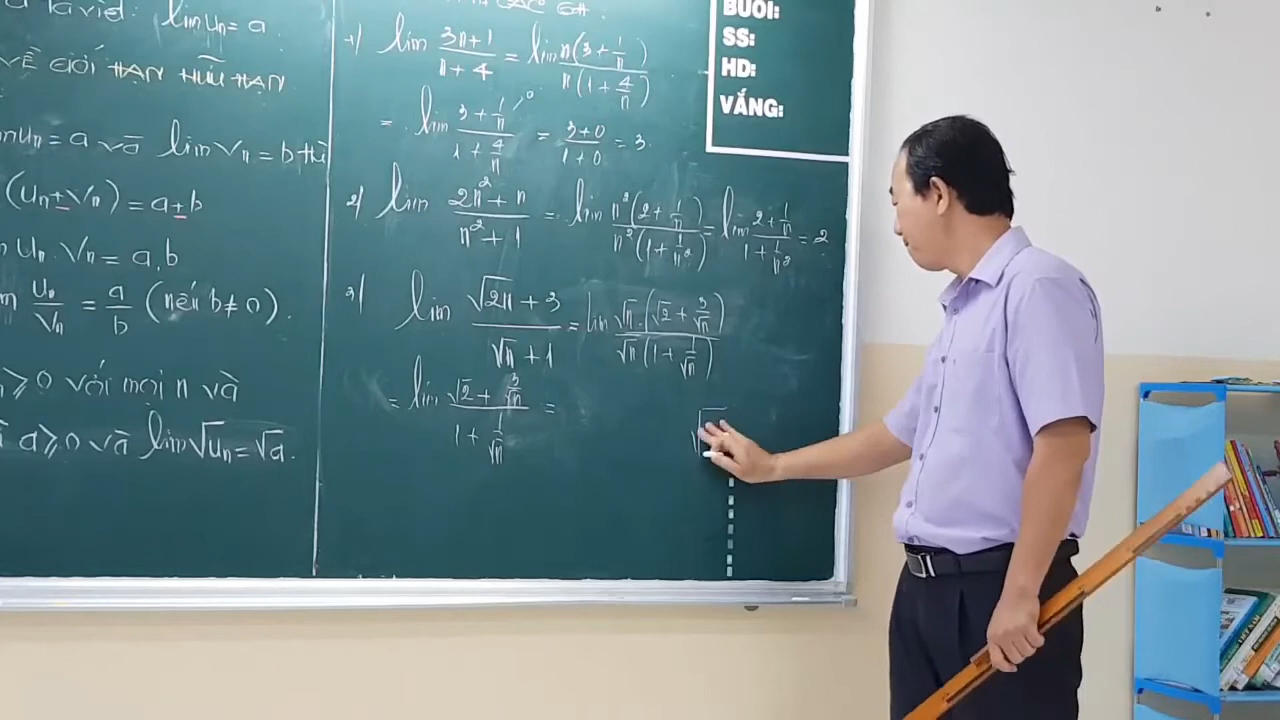 lim uₙ = a
VỀ GIỚI HẠN HỮU HẠN
uₙ = a và lim vₙ = b thì
(uₙ ± vₙ) = a ± b
uₙ. vₙ = a.b
uₙ/vₙ = a/b (nếu b ≠ 0).
≥ 0 với mọi n và
a ≥ 0 và lim √uₙ = √a.
1) lim (3n+1)/(n+4) = lim n(3 + 1/n)/n(1 + 4/n)
= lim (3 + 1/n)/(1 + 4/n) = (3+0)/(1+0) = 3.
2) lim (2n² + n)/(n² + 1) = lim n²(2 + 1/n)/n²(1 + 1/n²) = lim (2 + 1/n)/(1 + 1/n²) = 2
3) lim (√2n + 3)/(√n + 1) = lim √n.(√2 + 3/√n)/√n(1 + 1/√n)
= lim (√2 + 3/√n)/(1 + 1/√n) =
BUỔI:
SS:
HD:
VẮNG:
VIỆT NAM